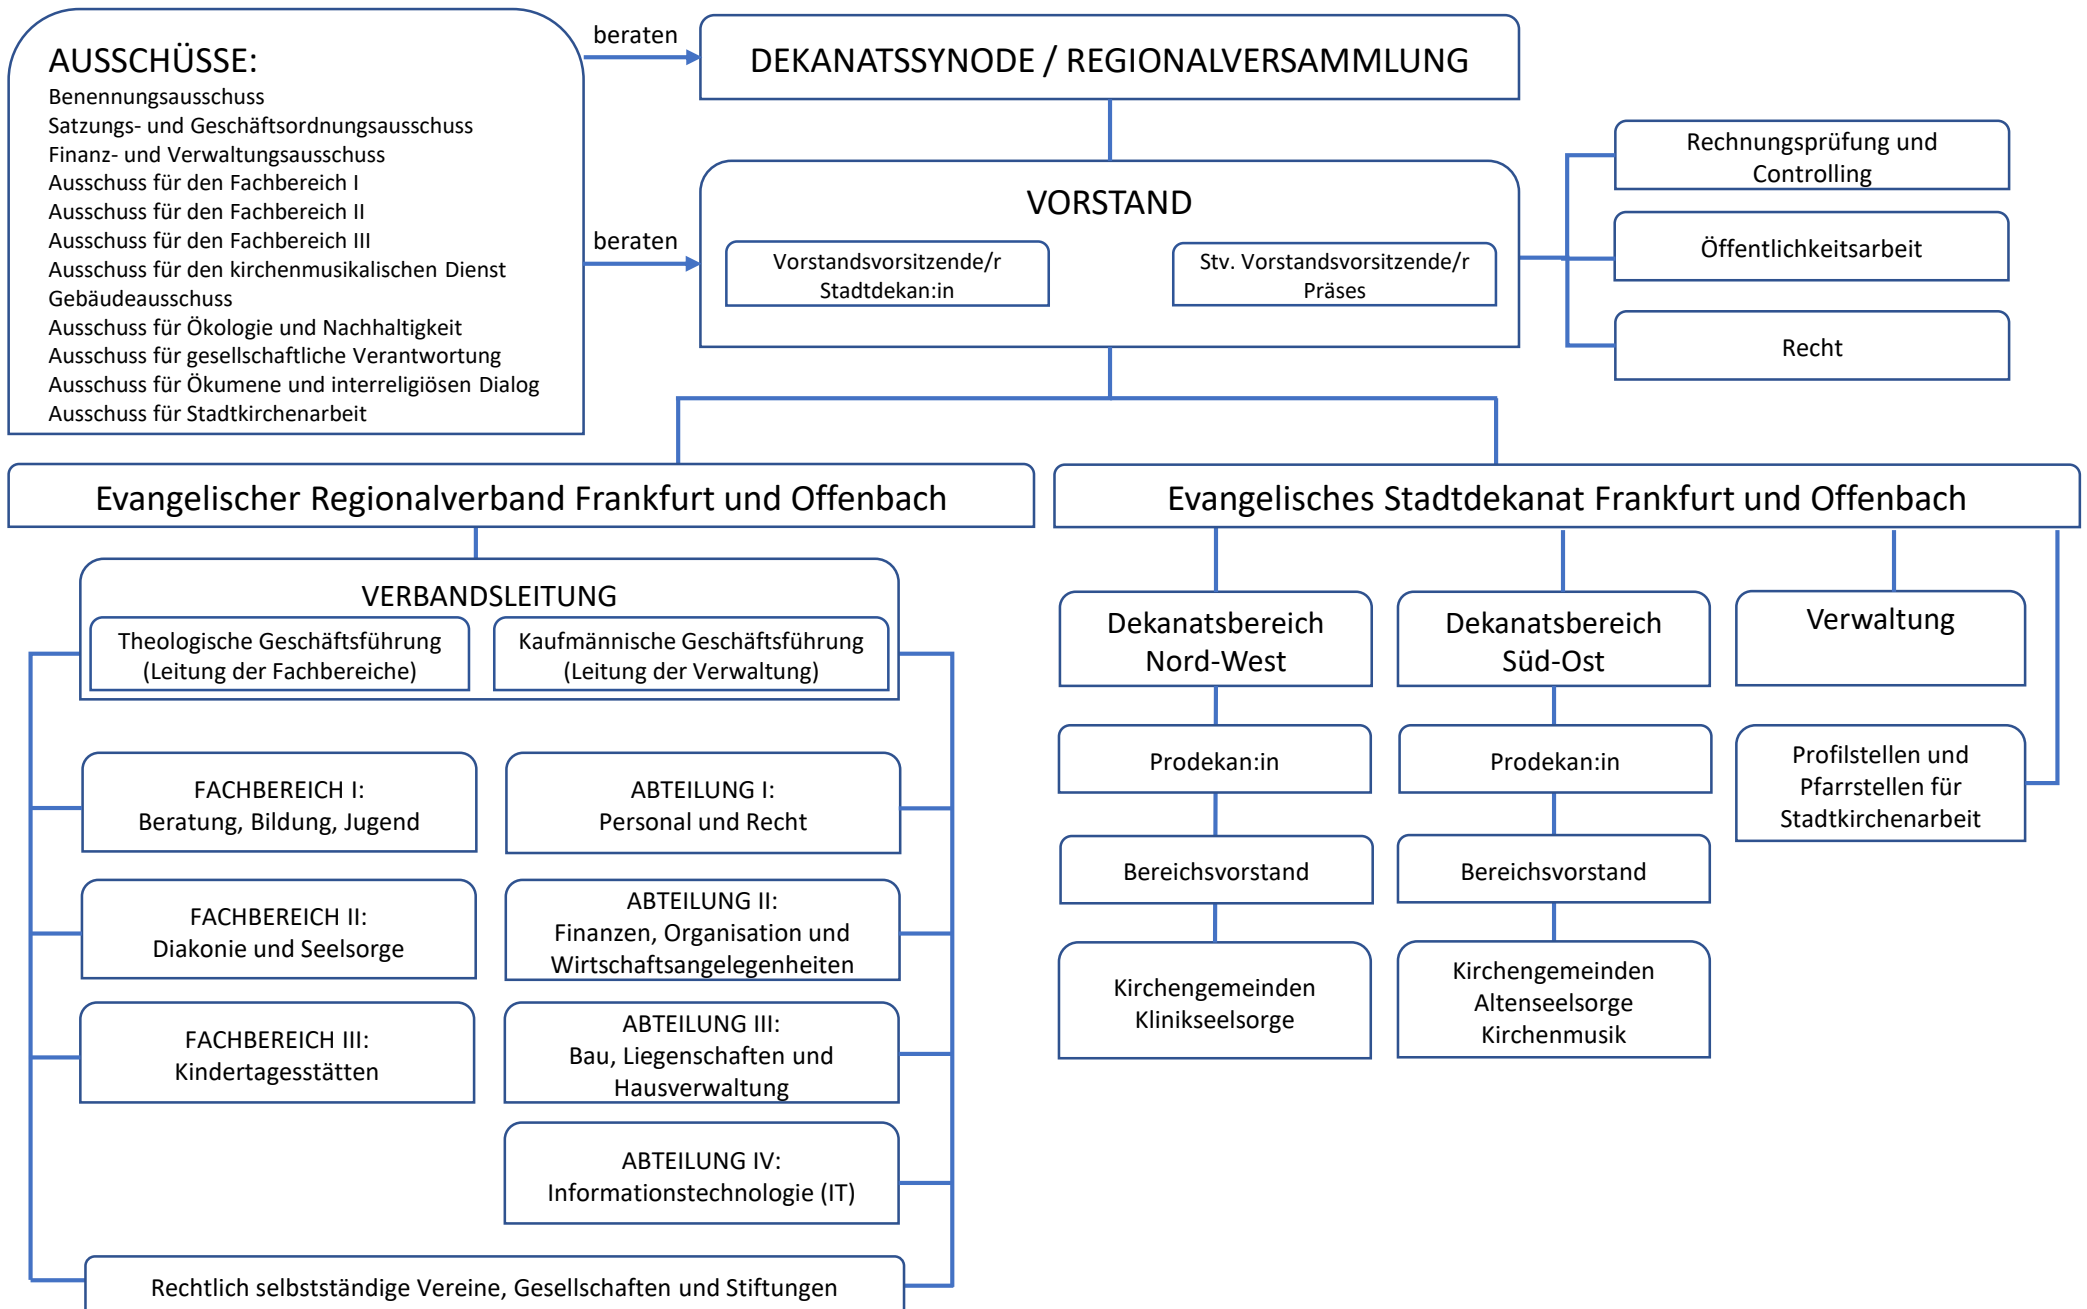 AUSSCHÜSSE:
Benennungsausschuss
Satzungs- und Geschäftsordnungsausschuss
Finanz- und Verwaltungsausschuss
Ausschuss für den Fachbereich I
Ausschuss für den Fachbereich II
Ausschuss für den Fachbereich III
Ausschuss für den kirchenmusikalischen Dienst
Gebäudeausschuss
Ausschuss für Ökologie und Nachhaltigkeit
Ausschuss für gesellschaftliche Verantwortung
Ausschuss für Ökumene und interreligiösen Dialog
Ausschuss für Stadtkirchenarbeit
beraten
beraten
DEKANATSSYNODE / REGIONALVERSAMMLUNG
VORSTAND
Vorstandsvorsitzende/r
Stadtdekan:in
Stv. Vorstandsvorsitzende/r
Präses
Rechnungsprüfung und
Controlling
Öffentlichkeitsarbeit
Recht
Evangelischer Regionalverband Frankfurt und Offenbach
VERBANDSLEITUNG
Theologische Geschäftsführung
(Leitung der Fachbereiche)
Kaufmännische Geschäftsführung
(Leitung der Verwaltung)
FACHBEREICH I:
Beratung, Bildung, Jugend
FACHBEREICH II:
Diakonie und Seelsorge
FACHBEREICH III:
Kindertagesstätten
ABTEILUNG I:
Personal und Recht
ABTEILUNG II:
Finanzen, Organisation und
Wirtschaftsangelegenheiten
ABTEILUNG III:
Bau, Liegenschaften und
Hausverwaltung
ABTEILUNG IV:
Informationstechnologie (IT)
Rechtlich selbstständige Vereine, Gesellschaften und Stiftungen
Evangelisches Stadtdekanat Frankfurt und Offenbach
Dekanatsbereich
Nord-West
Prodekan:in
Bereichsvorstand
Kirchengemeinden
Klinikseelsorge
Dekanatsbereich
Süd-Ost
Prodekan:in
Bereichsvorstand
Kirchengemeinden
Altenseelsorge
Kirchenmusik
Verwaltung
Profilstellen und
Pfarrstellen für
Stadtkirchenarbeit